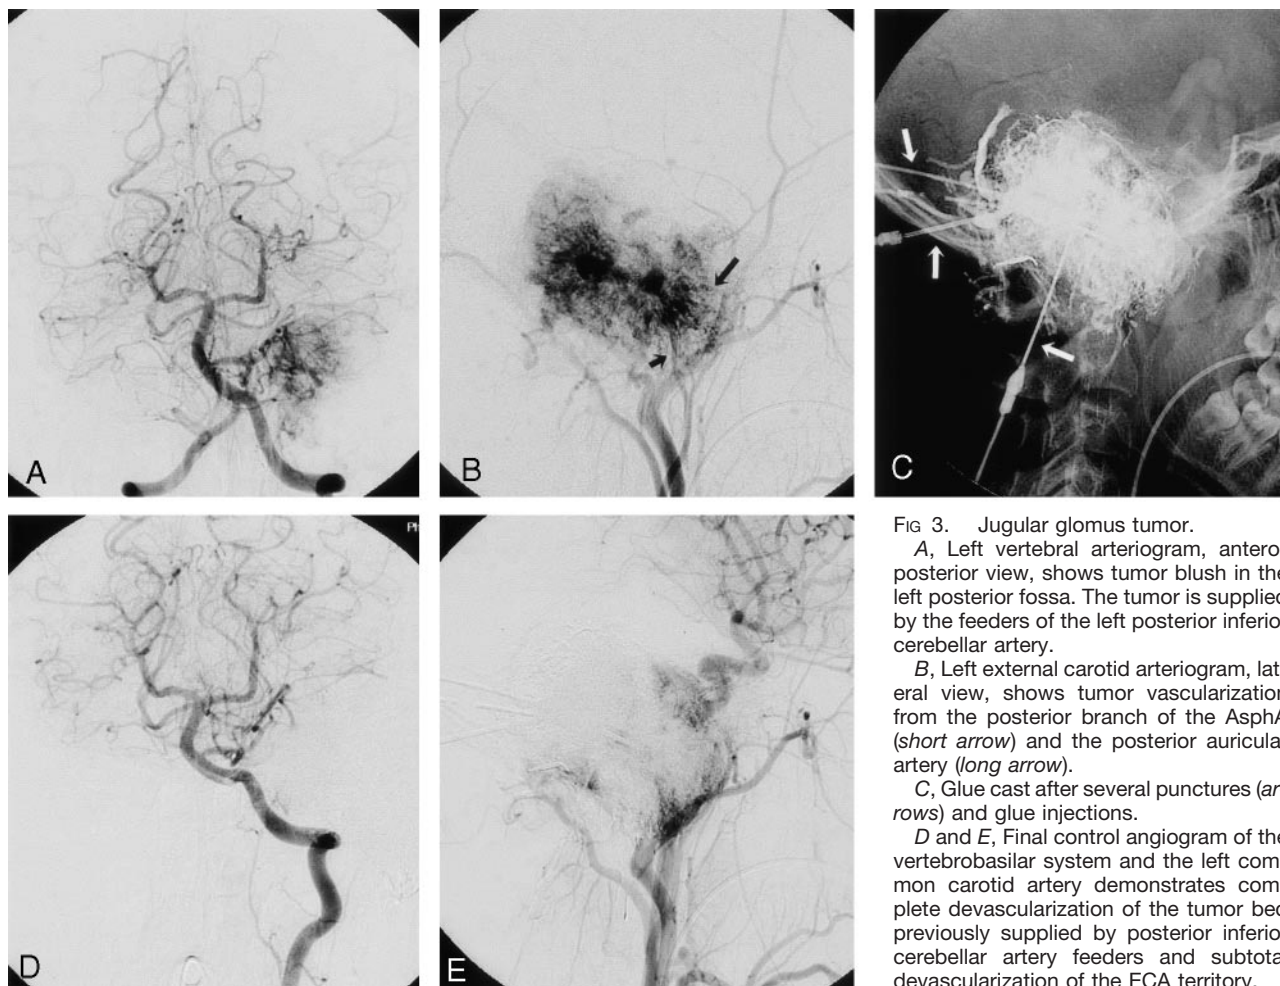 A
B
C
Ph
D
E
FIG 3. Jugular glomus tumor.
A, Left vertebral arteriogram, antero
posterior view, shows tumor blush in the
left posterior fossa. The tumor is supplied
by the feeders of the left posterior inferio
cerebellar artery.
B, Left external carotid arteriogram, lat
eral view, shows tumor vascularization
from the posterior branch of the AsphA
(short arrow) and the posterior auricula
artery (long arrow).
C, Glue cast after several punctures (ar
rows) and glue injections.
D and E, Final control angiogram of the
vertebrobasilar system and the left com
mon carotid artery demonstrates com
plete devascularization of the tumor bed
previously supplied by posterior inferio
cerebellar artery feeders and subtota
devascularization of the ECA territory.